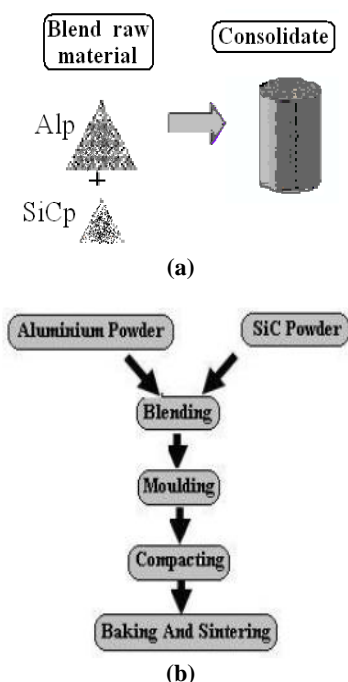 Blend raw
material
Consolidate
Alp
+
SiCp
(a)
Aluminium Powder
SiC Powder
Blending
Moulding
Compacting
Baking And Sintering
(b)